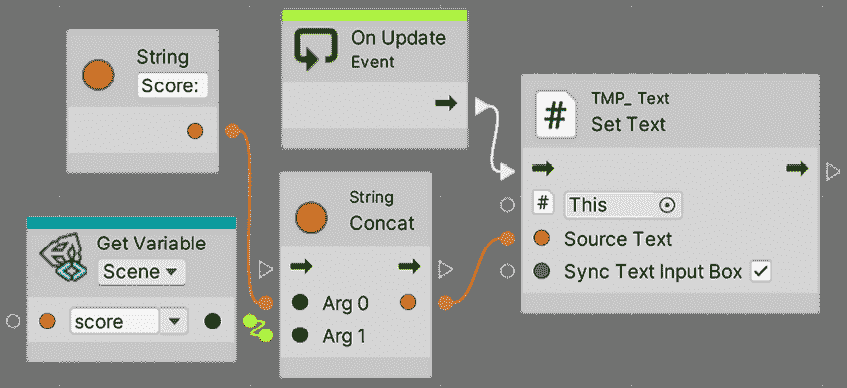 String
Score:
On Update
Event
TMP_ Text
Set Text
This
Source Text
Sync Text Input Box
Get Variable
Scene
score
String
Concat
Arg 0
Arg 1